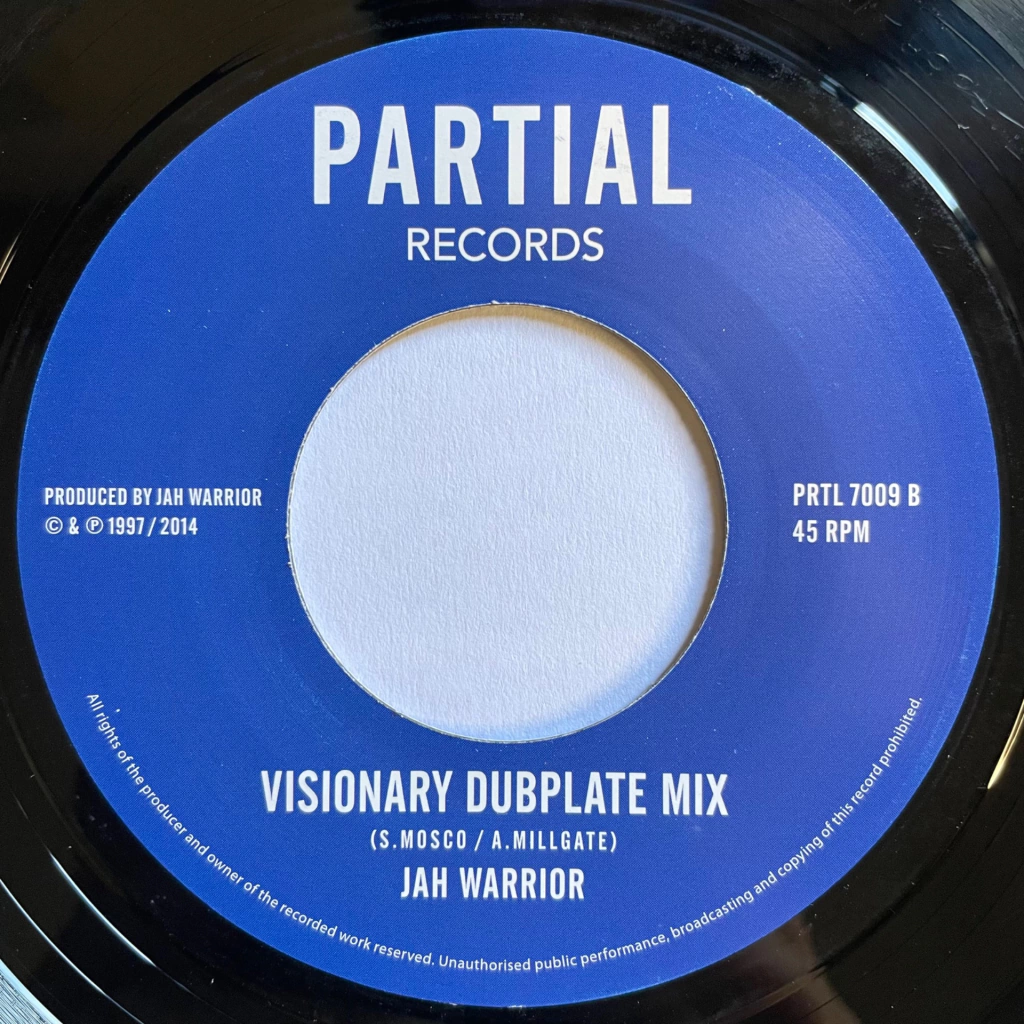 PARTIAL
RECORDS
PRODUCED BY JAH WARRIOR
© & ℗ 1997 / 2014
PRTL 7009 B
45 RPM
VISIONARY DUBPLATE MIX
(S.MOSCO / A.MILLGATE)
JAH WARRIOR
All rights of the producer and owner of the recorded work reserved. Unauthorised public performance, broadcasting and copying of this record prohibited.